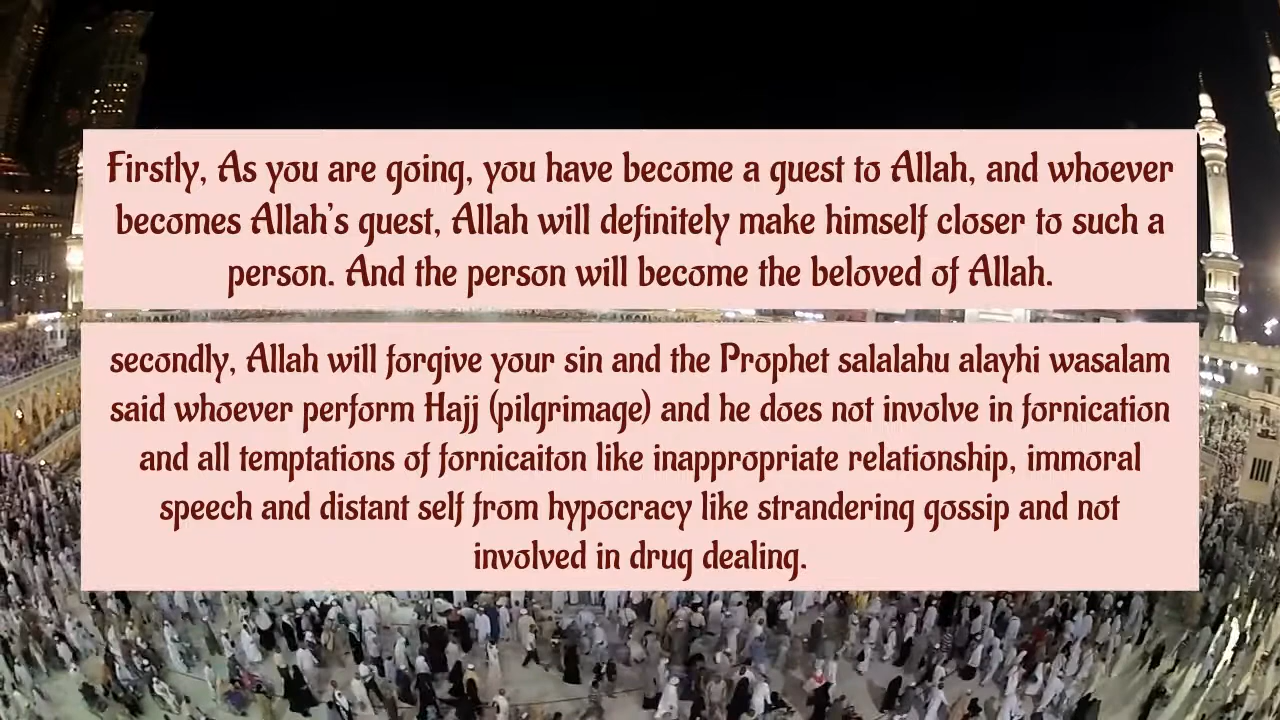 Firstly, As you are going, you have become a guest to Allah, and whoever
becomes Allah's guest, Allah will definitely make himself closer to such a
person. And the person will become the beloved of Allah.
secondly, Allah will forgive your sin and the Prophet salalahu alayhi wasalam
said whoever perform Hajj (pilgrimage) and he does not involve in fornication
and all temptations of fornicaiton like inappropriate relationship, immoral
speech and distant self from hypocracy like strandering gossip and not
involved in drug dealing.